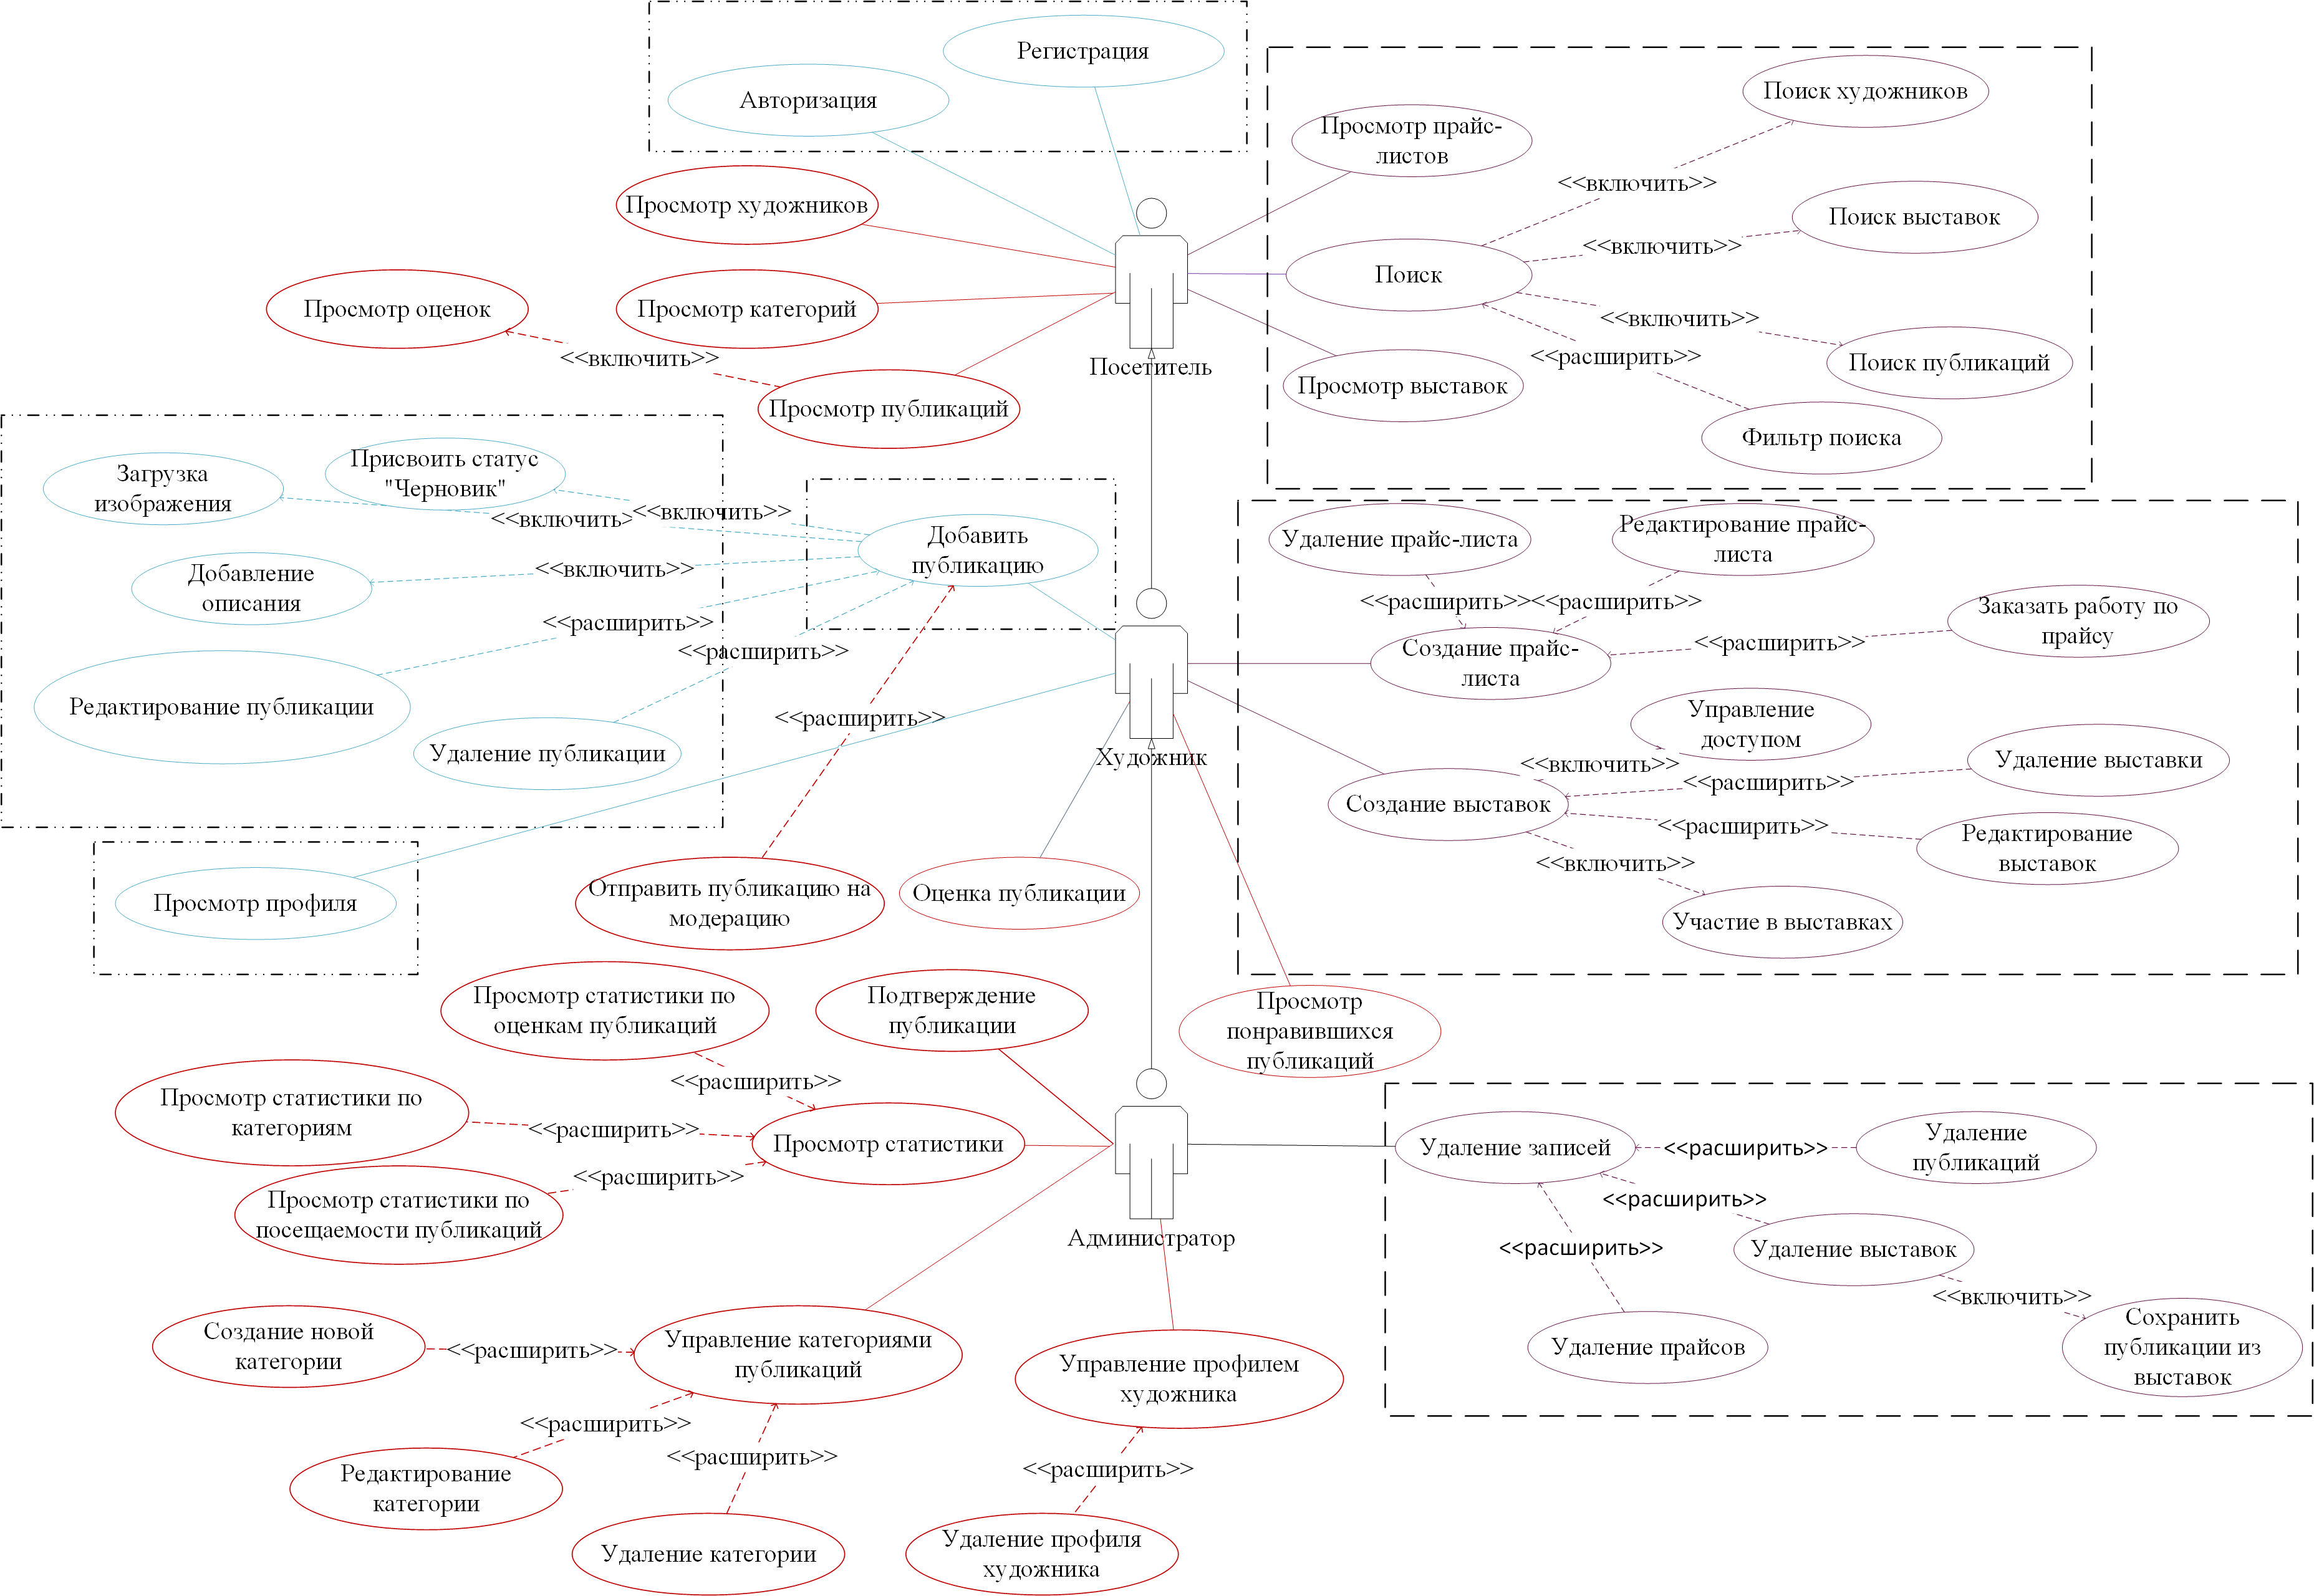 Регистрация
Авторизация
Поиск художников
Просмотр прайс-
листов
<<включить>>
Просмотр художников
Поиск выставок
<<включить>>
Поиск
Просмотр оценок
Просмотр категорий
<<включить>>
<<включить>>
<<расширить>>
Поиск публикаций
Посетитель
Просмотр выставок
Просмотр публикаций
Фильтр поиска
Загрузка
изображения
Присвоить статус
"Черновик"
<<включить>>
<<включить>>
Добавить
публикацию
Удаление прайс-листа
Редактирование прайс-
листа
Добавление
описания
<<включить>>
<<расширить>>
<<расширить>>
Заказать работу по
прайсу
<<расширить>>
<<расширить>>
Создание прайс-
листа
<<расширить>>
Редактирование публикации
Удаление публикации
<<расширить>>
Художник
Управление
доступом
<<включить>>
Удаление выставки
<<расширить>>
Создание выставок
<<расширить>>
Редактирование
выставок
<<включить>>
Участие в выставках
Просмотр профиля
Отправить публикацию на
модерацию
Оценка публикации
Просмотр статистики по
оценкам публикаций
Подтверждение
публикации
Просмотр
понравившихся
публикаций
<<расширить>>
Просмотр статистики по
категориям
<<расширить>>
Просмотр статистики
<<расширить>>
Просмотр статистики по
посещаемости публикаций
Администратор
Удаление записей
<<расширить>>
Удаление
публикаций
<<расширить>>
<<расширить>>
Удаление выставок
<<включить>>
Удаление прайсов
Сохранить
публикации из
выставок
Создание новой
категории
<<расширить>>
Управление категориями
публикаций
Управление профилем
художника
<<расширить>>
<<расширить>>
<<расширить>>
Редактирование
категории
Удаление категории
Удаление профиля
художника